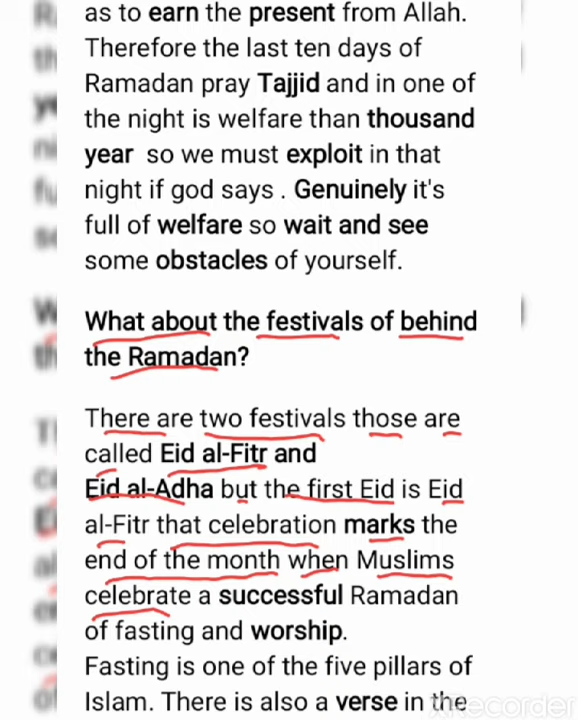 as to earn the present from Allah.
Therefore the last ten days of
Ramadan pray Tajjid and in one of
the night is welfare than thousand
year so we must exploit in that
night if god says . Genuinely it's
full of welfare so wait and see
some obstacles of yourself.
What about the festivals of behind
the Ramadan?
There are two festivals those are
called Eid al-Fitr and
Eid al-Adha but the first Eid is Eid
al-Fitr that celebration marks the
end of the month when Muslims
celebrate a successful Ramadan
of fasting and worship.
Fasting is one of the five pillars of
Islam. There is also a verse in the
XRecorder